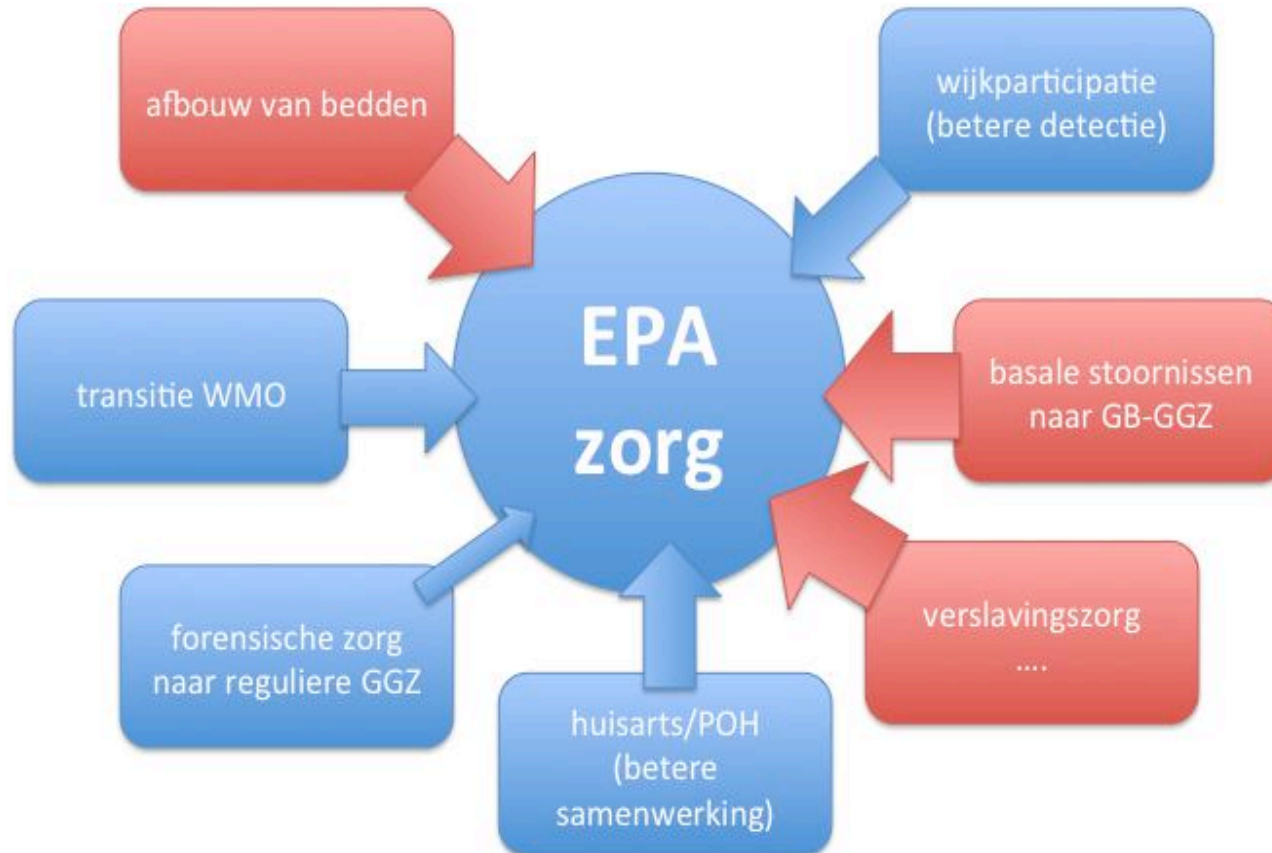 afbouw van bedden
wijkparticipatie
(betere detectie)
EPA
zorg
transitie WMO
basale stoornissen
naar GB-GGZ
forensische zorg
naar reguliere GGZ
huisarts/POH
(betere
samenwerking)
verslavingszorg
....